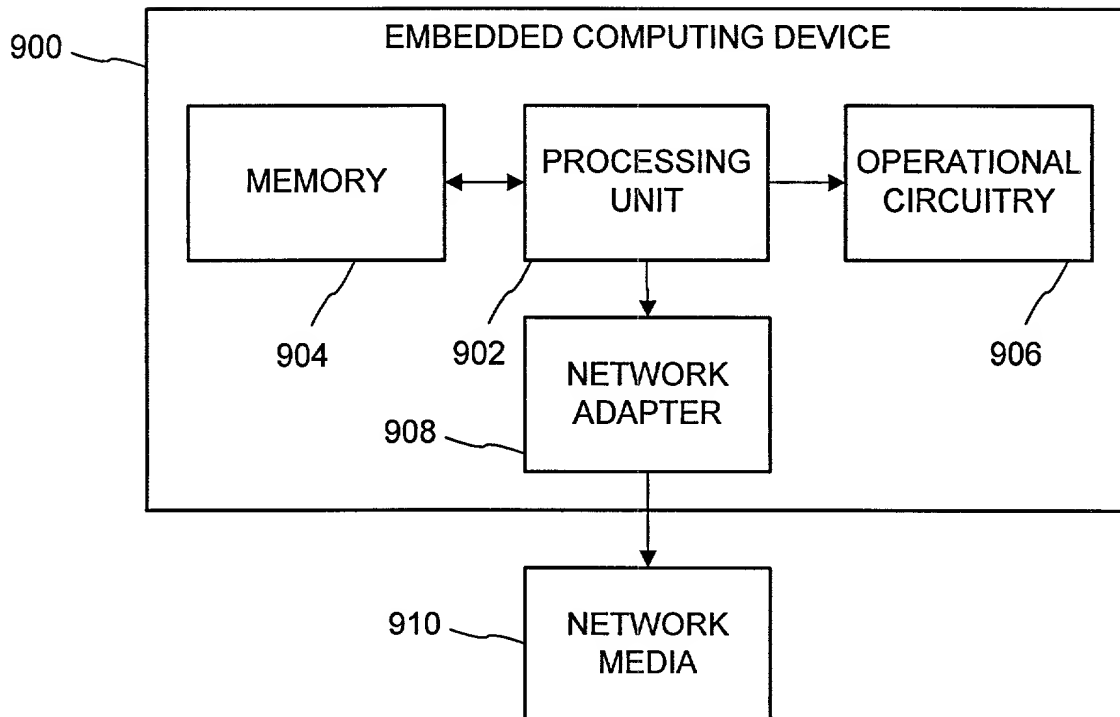 900
EMBEDDED COMPUTING DEVICE
MEMORY
PROCESSING
UNIT
OPERATIONAL
CIRCUITRY
904
902
906
NETWORK
ADAPTER
908
910
NETWORK
MEDIA